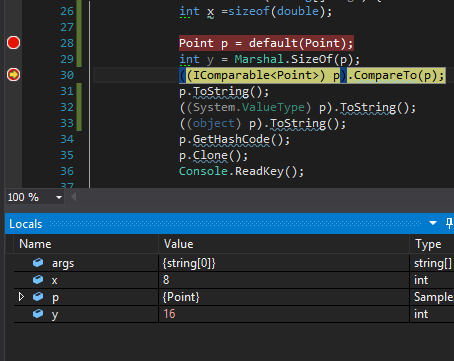 26 int x =sizeof(double);
27
28 Point p = default(Point);
29 int y = Marshal.SizeOf(p);
30 ((IComparable<Point>) p).CompareTo(p);
31 p.ToString();
32 ((System.ValueType) p).ToString();
33 ((object) p).ToString();
34 p.GetHashCode();
35 p.Clone();
36 Console.ReadKey();
37
100 %
Locals
Name Value Type
args {string[0]} string[]
x 8 int
p {Point} Sample
y 16 int